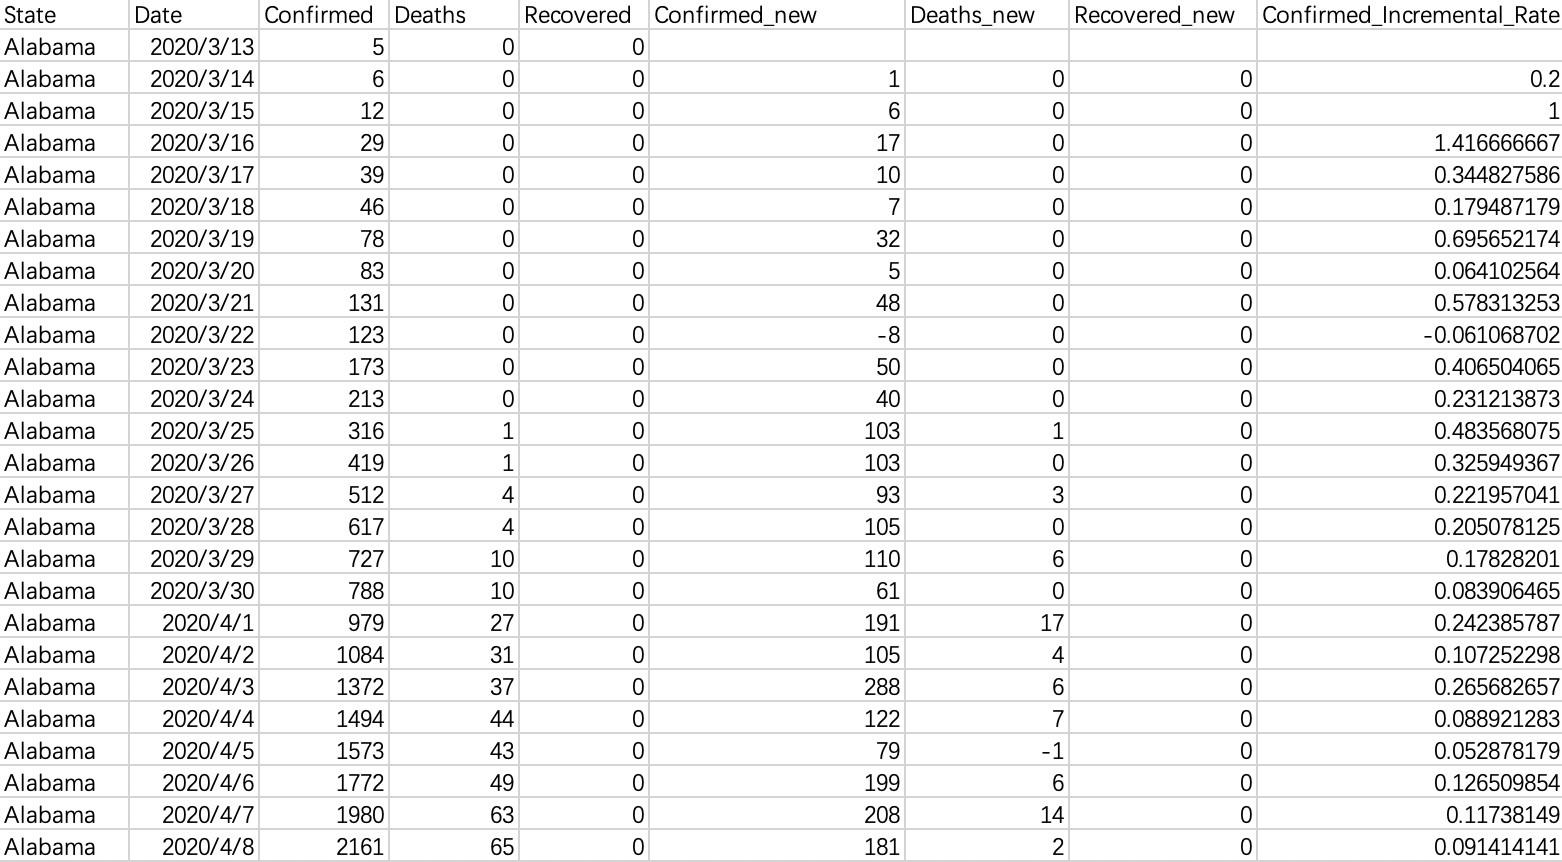 State Date Confirmed Deaths Recovered Confirmed_new Deaths_new Recovered_new Confirmed_Incremental_Rate
Alabama 2020/3/13 5 0 0
Alabama 2020/3/14 6 0 0 1 0 0 0.2
Alabama 2020/3/15 12 0 0 6 0 0 1
Alabama 2020/3/16 29 0 0 17 0 0 1.416666667
Alabama 2020/3/17 39 0 0 10 0 0 0.344827586
Alabama 2020/3/18 46 0 0 7 0 0 0.179487179
Alabama 2020/3/19 78 0 0 32 0 0 0.695652174
Alabama 2020/3/20 83 0 0 5 0 0 0.064102564
Alabama 2020/3/21 131 0 0 48 0 0 0.578313253
Alabama 2020/3/22 123 0 0 -8 0 0 -0.061068702
Alabama 2020/3/23 173 0 0 50 0 0 0.406504065
Alabama 2020/3/24 213 0 0 40 0 0 0.231213873
Alabama 2020/3/25 316 1 0 103 1 0 0.483568075
Alabama 2020/3/26 419 1 0 103 0 0 0.325949367
Alabama 2020/3/27 512 4 0 93 3 0 0.221957041
Alabama 2020/3/28 617 4 0 105 0 0 0.205078125
Alabama 2020/3/29 727 10 0 110 6 0 0.17828201
Alabama 2020/3/30 788 10 0 61 0 0 0.083906465
Alabama 2020/4/1 979 27 0 191 17 0 0.242385787
Alabama 2020/4/2 1084 31 0 105 4 0 0.107252298
Alabama 2020/4/3 1372 37 0 288 6 0 0.265682657
Alabama 2020/4/4 1494 44 0 122 7 0 0.088921283
Alabama 2020/4/5 1573 43 0 79 -1 0 0.052878179
Alabama 2020/4/6 1772 49 0 199 6 0 0.126509854
Alabama 2020/4/7 1980 63 0 208 14 0 0.11738149
Alabama 2020/4/8 2161 65 0 181 2 0 0.091414141